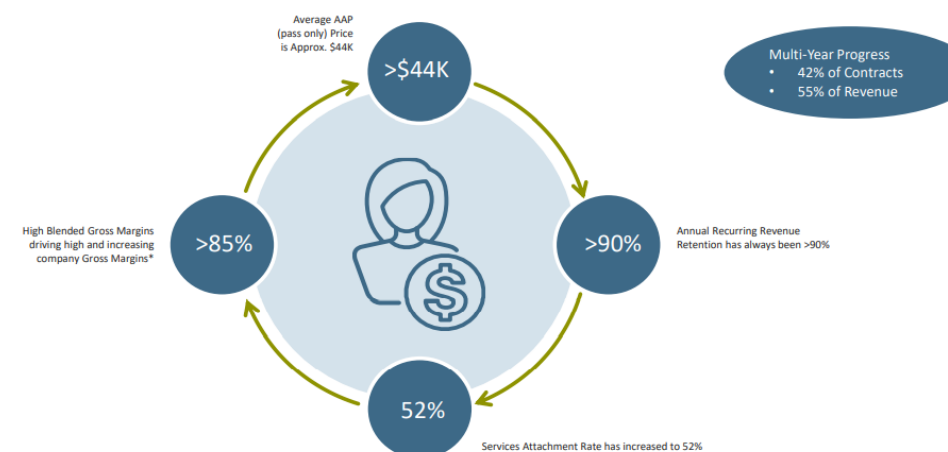 Average AAP
(pass only) Price
is Approx. $44K
>$44K
Multi-Year Progress
• 42% of Contracts
• 55% of Revenue
High Blended Gross Margins
driving high and increasing
company Gross Margins*
>85%
>90%
Annual Recurring Revenue
Retention has always been >90%
52%
Services Attachment Rate has increased to 52%